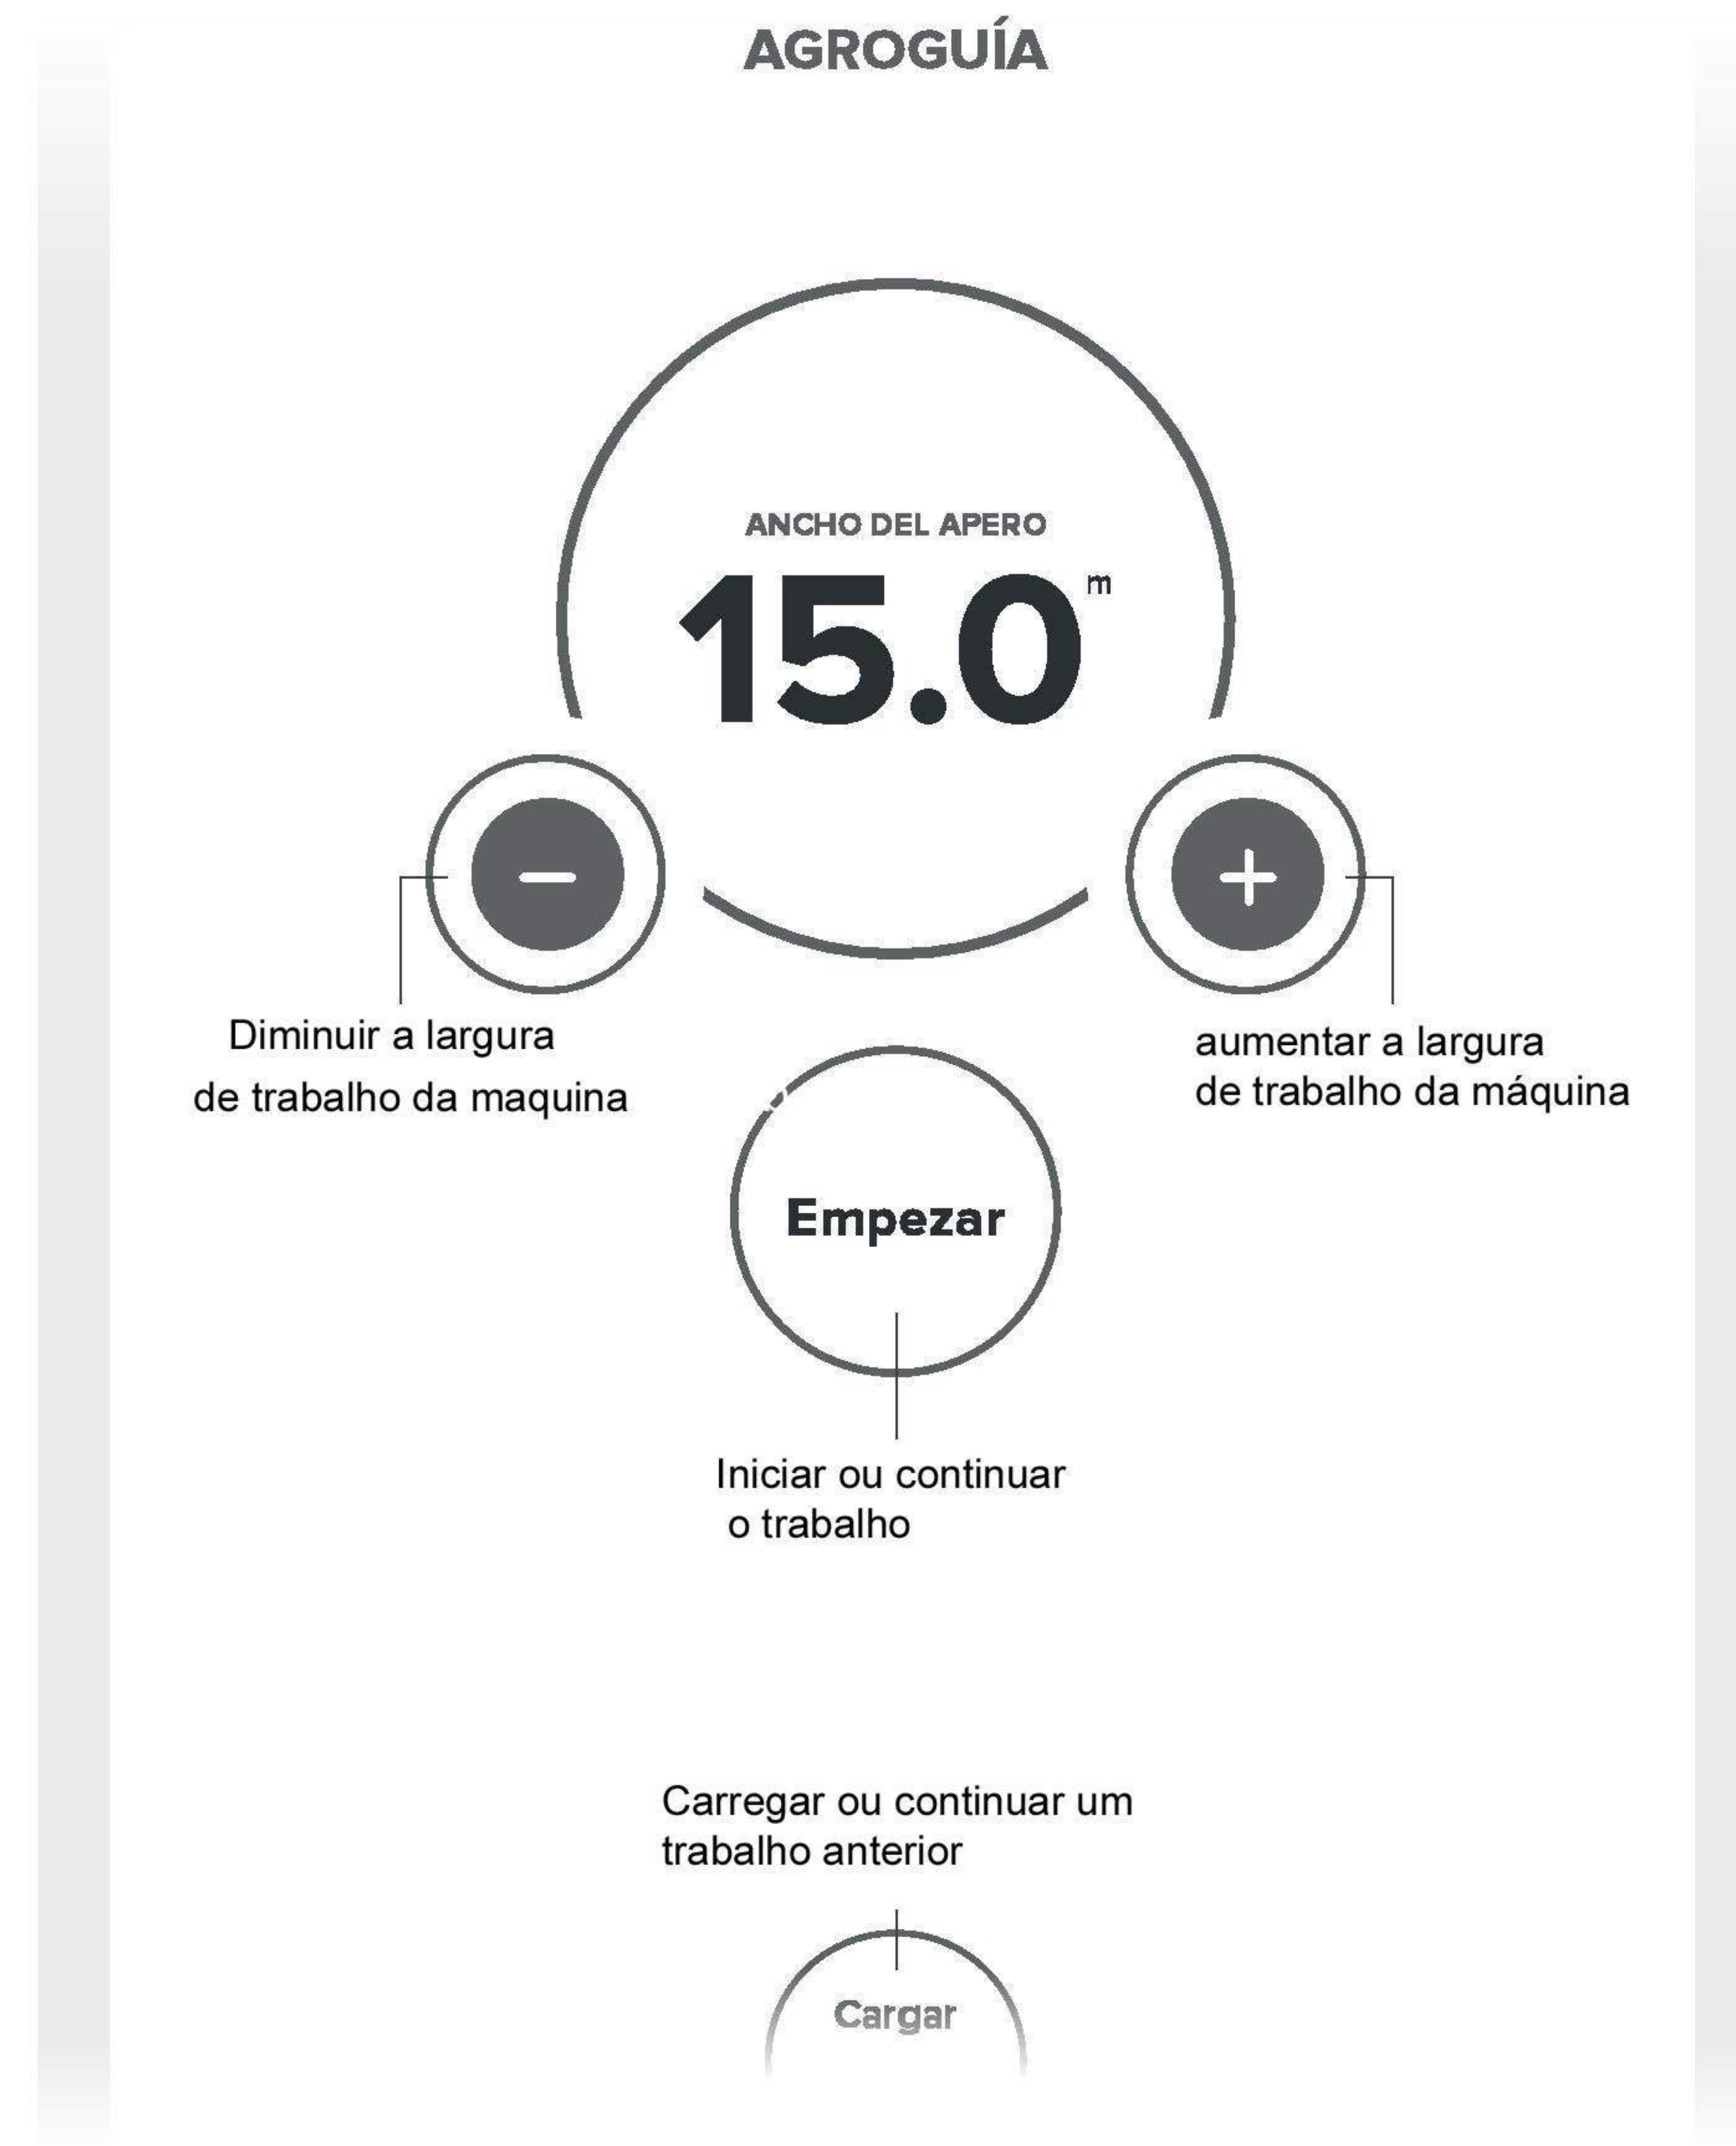 AGROGUÍA
ANCHO DEL APERO
15.0 m
−
+
Diminuir a largura
de trabalho da maquina
aumentar a largura
de trabalho da máquina
Empezar
Iniciar ou continuar
o trabalho
Carregar ou continuar um
trabalho anterior
Cargar